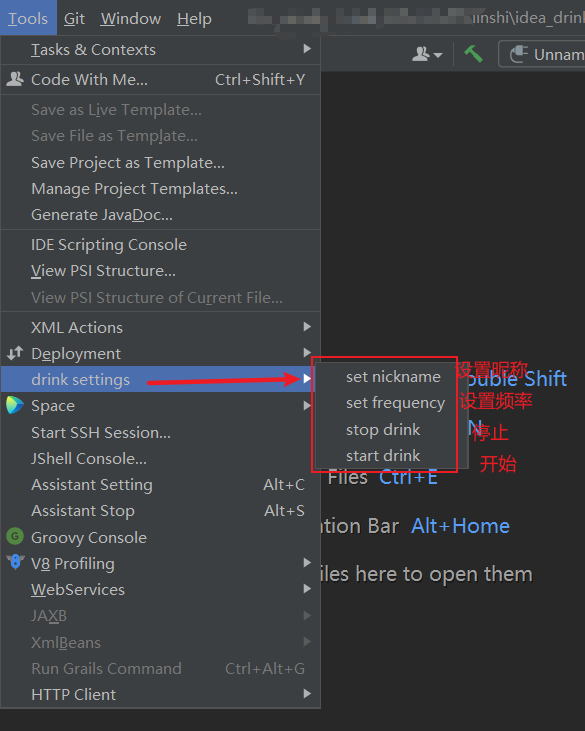 Tools Git Window Help linshi\idea_drin
Tasks & Contexts
Code With Me... Ctrl+Shift+Y
Unnam
Save as Live Template...
Save File as Template...
Save Project as Template...
Manage Project Templates...
Generate JavaDoc...
IDE Scripting Console
View PSI Structure...
View PSI Structure of Current File...
XML Actions
Deployment
drink settings
set nickname 设置昵称
ouble Shift
set frequency 设置频率
stop drink 停止
N
start drink 开始
Space
Start SSH Session...
JShell Console...
Files Ctrl+E
Assistant Setting Alt+C
Assistant Stop Alt+S
ation Bar Alt+Home
Groovy Console
V8 Profiling
iles here to open them
WebServices
JAXB
XmlBeans
Run Grails Command Ctrl+Alt+G
HTTP Client